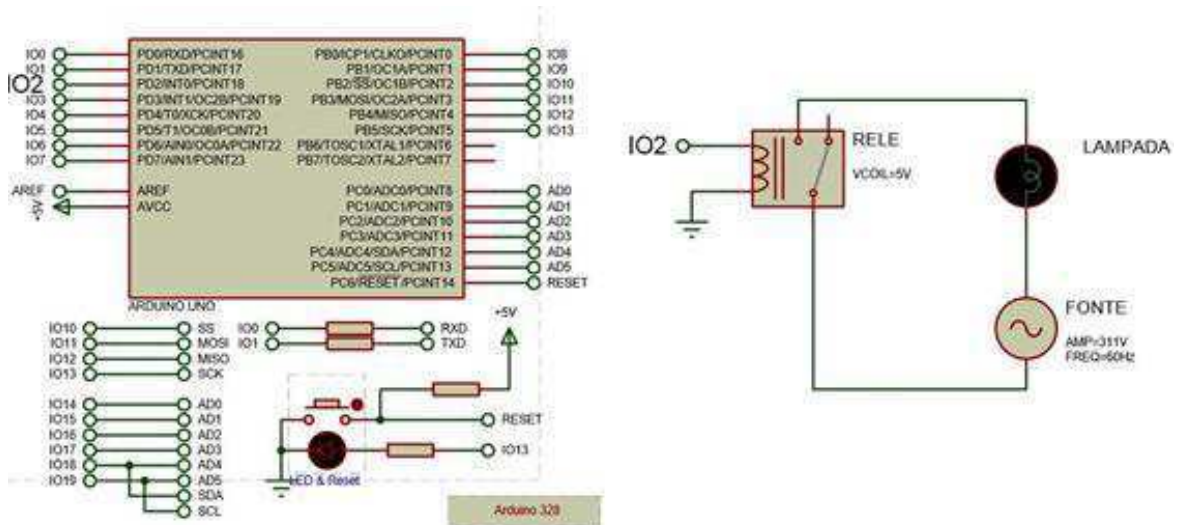 IO0 PD0/RXD/PCINT16 PB0/ICP1/CLKO/PCINT0 IO8
IO1 PD1/TXD/PCINT17 PB1/OC1A/PCINT1 IO9
IO2 PD2/INT0/PCINT18 PB2/SS/OC1B/PCINT2 IO10
IO3 PD3/INT1/OC2B/PCINT19 PB3/MOSI/OC2A/PCINT3 IO11
IO4 PD4/T0/XCK/PCINT20 PB4/MISO/PCINT4 IO12
IO5 PD5/T1/OC0B/PCINT21 PB5/SCK/PCINT5 IO13
IO6 PD6/AIN0/OC0A/PCINT22 PB6/TOSC1/XTAL1/PCINT6
IO7 PD7/AIN1/PCINT23 PB7/TOSC2/XTAL2/PCINT7
AREF AREF PC0/ADC0/PCINT8 AD0
+5V AVCC PC1/ADC1/PCINT9 AD1
PC2/ADC2/PCINT10 AD2
PC3/ADC3/PCINT11 AD3
PC4/ADC4/SDA/PCINT12 AD4
PC5/ADC5/SCL/PCINT13 AD5
PC6/RESET/PCINT14 RESET
ARDUINO UNO
IO10 SS
IO11 MOSI
IO12 MISO
IO13 SCK
IO0 RXD
IO1 TXD
+5V
IO14 AD0
IO15 AD1
IO16 AD2
IO17 AD3
IO18 AD4
IO19 AD5
SDA
SCL
RESET
IO13
LED & Reset
Arduino 328
IO2
RELE
VCOIL=5V
LAMPADA
FONTE
AMP=311V
FREQ=60Hz